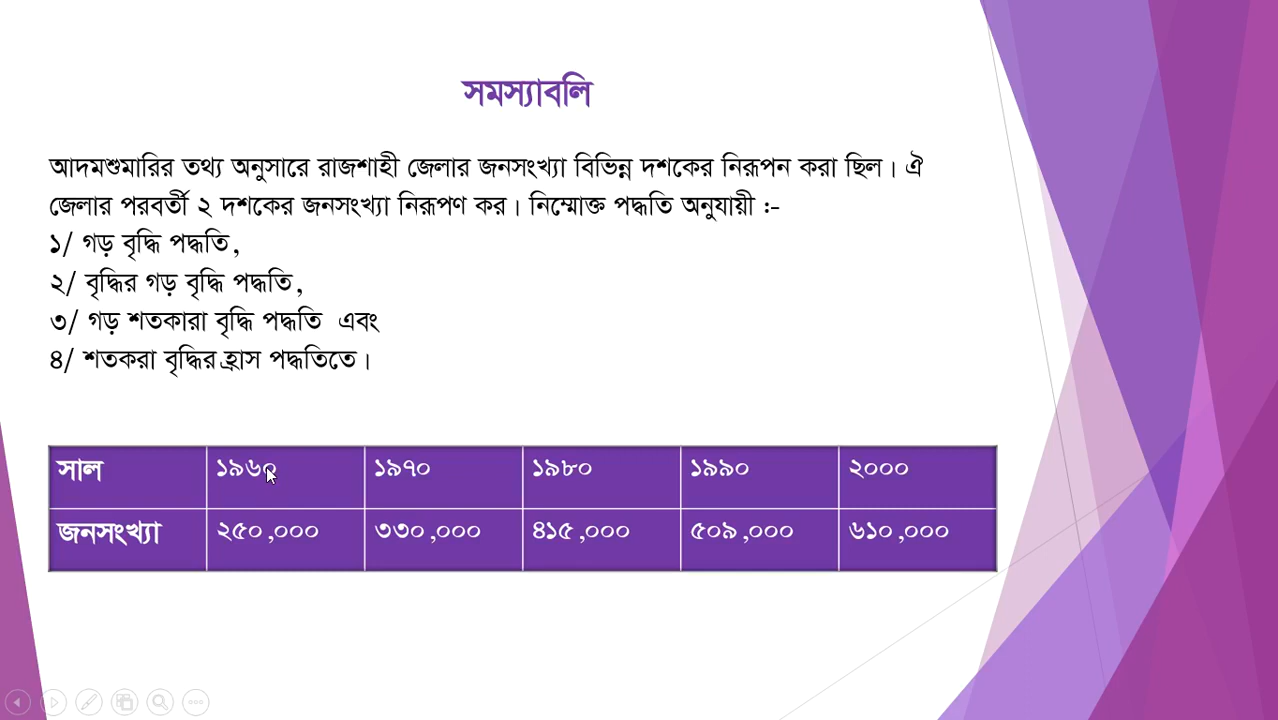 সমস্যাবলি
আদমশুমারির তথ্য অনুসারে রাজশাহী জেলার জনসংখ্যা বিভিন্ন দশকের নিরূপন করা ছিল। ঐ
জেলার পরবর্তী ২ দশকের জনসংখ্যা নিরূপণ কর। নিম্মোক্ত পদ্ধতি অনুযায়ী :-
১/ গড় বৃদ্ধি পদ্ধতি,
২/ বৃদ্ধির গড় বৃদ্ধি পদ্ধতি,
৩/ গড় শতকারা বৃদ্ধি পদ্ধতি এবং
৪/ শতকরা বৃদ্ধির হ্রাস পদ্ধতিতে।
সাল ১৯৬০ ১৯৭০ ১৯৮০ ১৯৯০ ২০০০
জনসংখ্যা ২৫০,০০০ ৩৩০,০০০ ৪১৫,০০০ ৫০৯,০০০ ৬১০,০০০